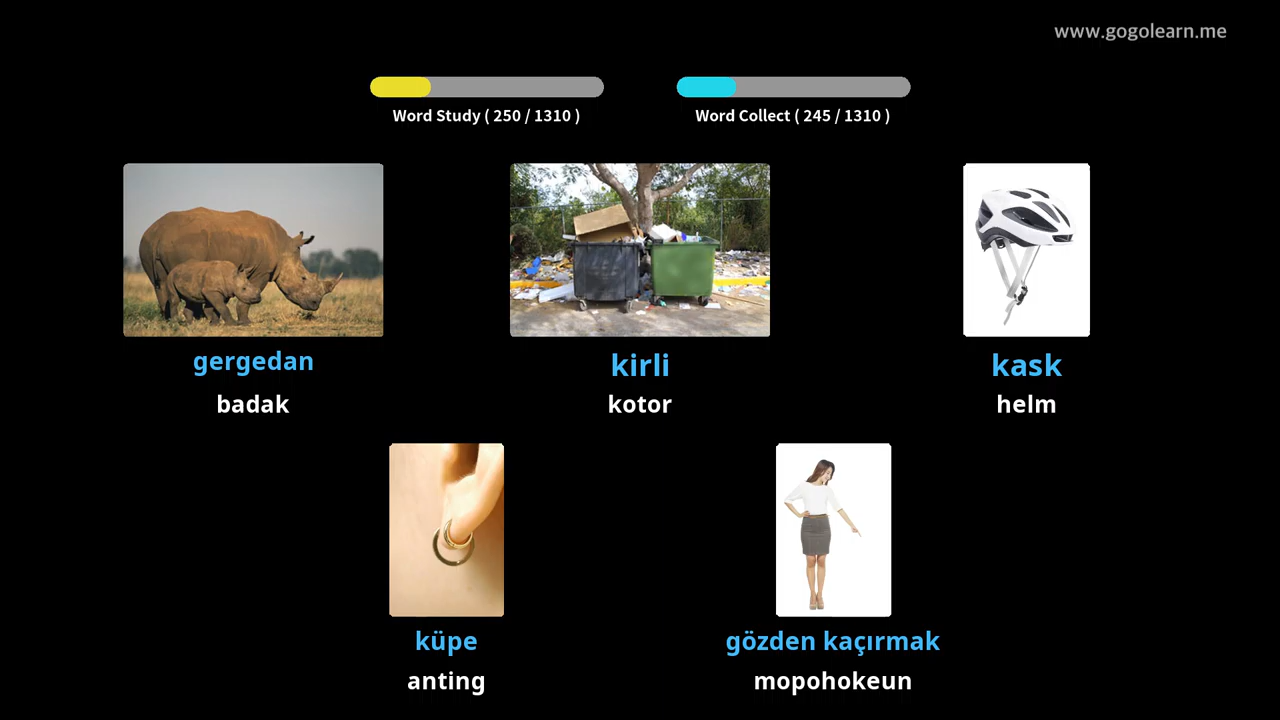 www.gogolearn.me
Word Study ( 250 / 1310 )
Word Collect ( 245 / 1310 )
gergedan
badak
kirli
kotor
kask
helm
küpe
anting
gözden kaçırmak
mopohokeun